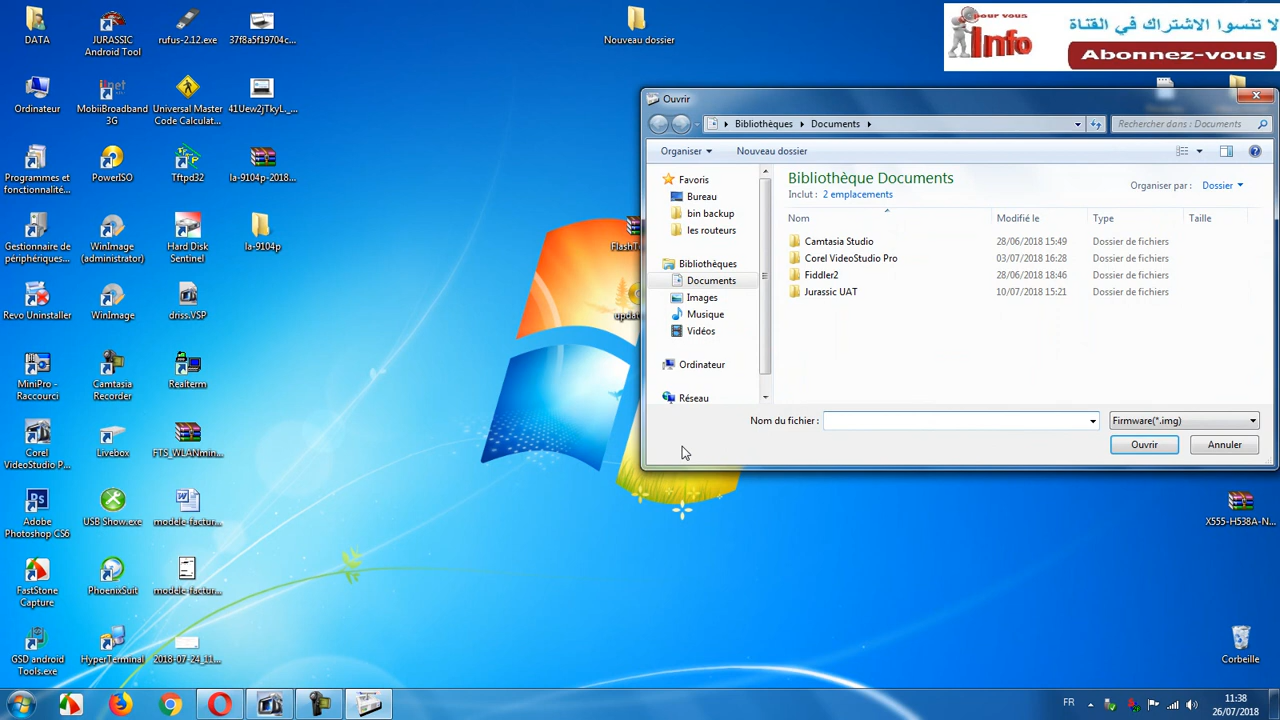 DATA
JURASSIC
Android Tool
rufus-2.12.exe
37f8a5f19704c...
Nouveau dossier
pour vous
Info
لا تنسوا الاشتراك في القناة
Abonnez-vous
Ordinateur
MobiiBroadband
3G
Universal Master
Code Calculat...
41Uew2jTkyL._...
Programmes et
fonctionnalité...
PowerISO
Tftpd32
la-9104p-2018...
Gestionnaire de
périphériques...
WinImage
(administrator)
Hard Disk
Sentinel
la-9104p
Revo Uninstaller
WinImage
driss.VSP
MiniPro -
Raccourci
Camtasia
Recorder
Realterm
Corel
VideoStudio P...
Livebox
FTS_WLANmin...
Adobe
Photoshop CS6
USB Show.exe
modele-factur...
FastStone
Capture
PhoenixSuit
modele-factur...
GSD android
Tools.exe
HyperTerminal
2018-07-24_11...
Ouvrir
Bibliothèques
Documents
Rechercher dans : Documents
Organiser
Nouveau dossier
Favoris
Bureau
bin backup
les routeurs
Bibliothèques
Documents
Images
Musique
Vidéos
Ordinateur
Réseau
Bibliothèque Documents
Inclut : 2 emplacements
Organiser par : Dossier
Nom Modifié le Type Taille
Camtasia Studio 28/06/2018 15:49 Dossier de fichiers
Corel VideoStudio Pro 03/07/2018 16:28 Dossier de fichiers
Fiddler2 28/06/2018 18:46 Dossier de fichiers
Jurassic UAT 10/07/2018 15:21 Dossier de fichiers
Nom du fichier :
Firmware(*.img)
Ouvrir
Annuler
X555-H538A-N...
Corbeille
FR
11:38
26/07/2018